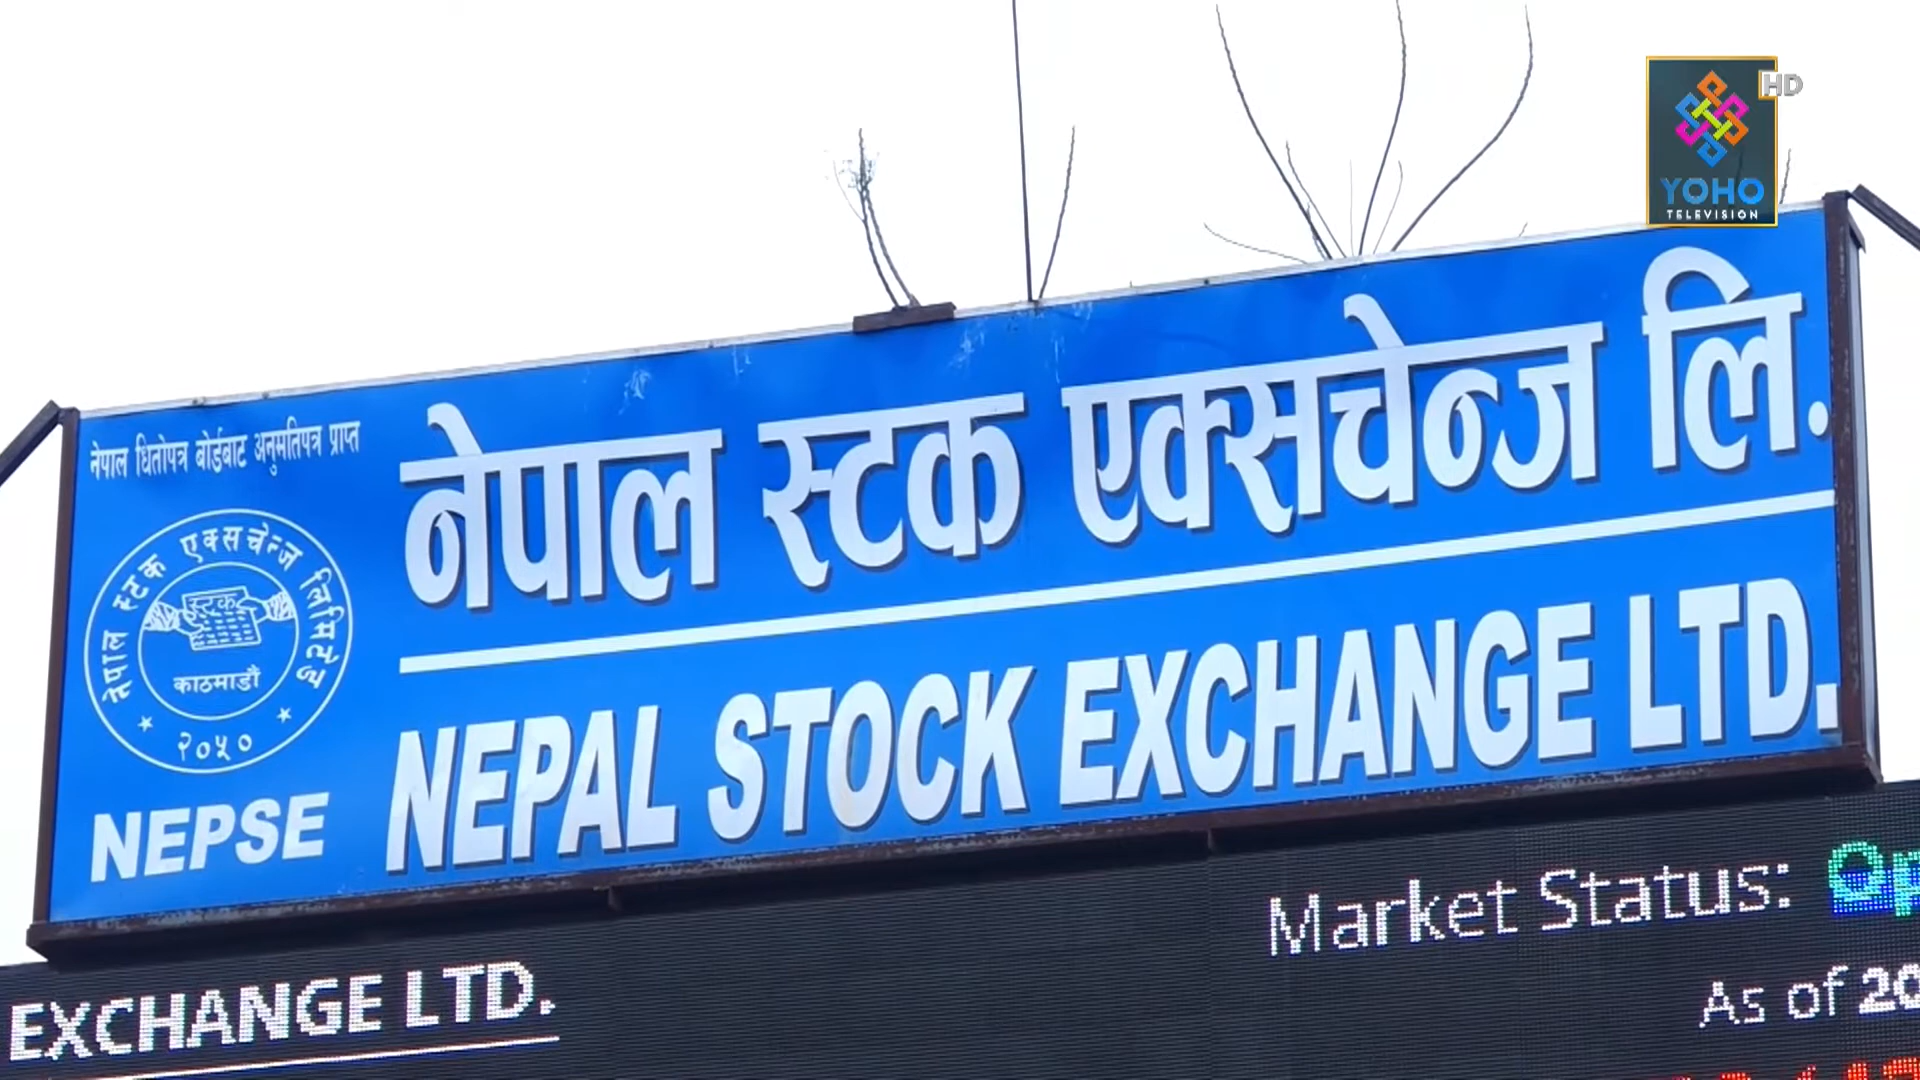 HD
YOHO
TELEVISION
नेपाल धितोपत्र बोर्डबाट अनुमतिपत्र प्राप्त
नेपाल स्टक एक्सचेन्ज लि.
नेपाल स्टक एक्सचेन्ज लिमिटेड
स्टक
काठमाडौं
२०५०
NEPSE
NEPAL STOCK EXCHANGE LTD.
Market Status:
EXCHANGE LTD.
As of